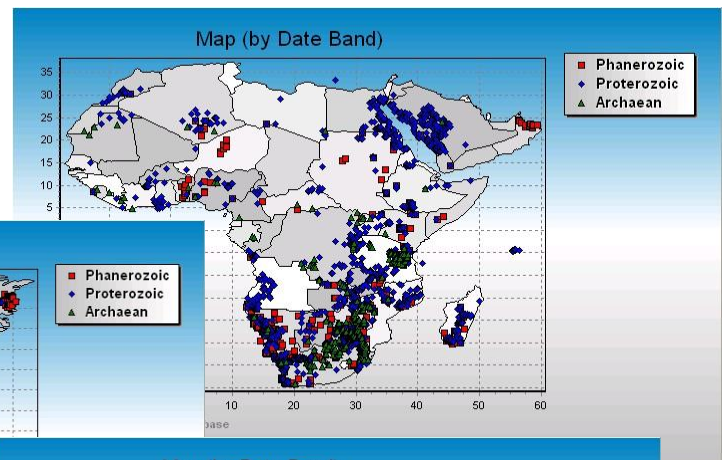 Map (by Date Band)
Phanerozoic
Proterozoic
Archaean
35
30
25
20
15
10
5
Phanerozoic
Proterozoic
Archaean
10 20 30 40 50 60
base